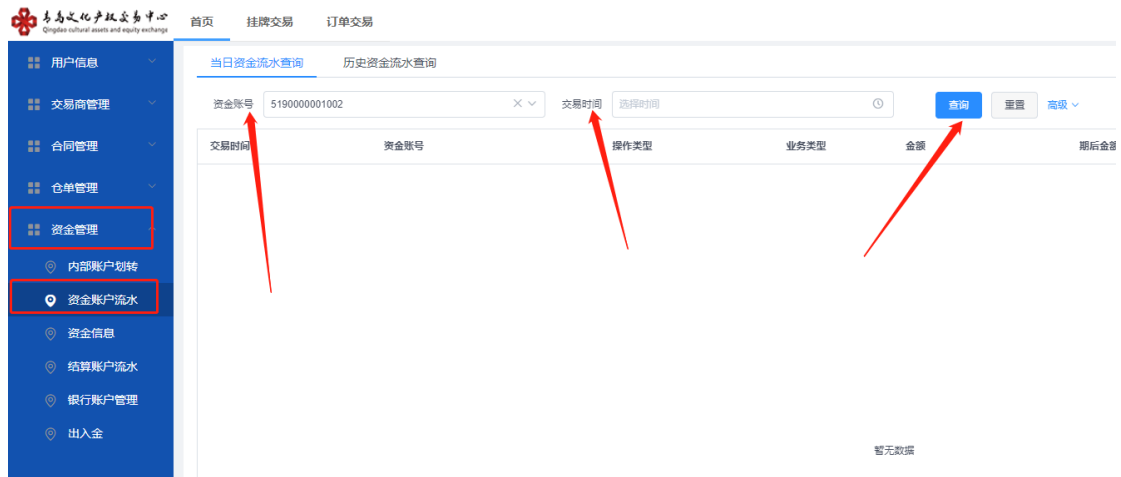 青岛文化产权交易中心
Qingdao cultural assets and equity exchange
首页 挂牌交易 订单交易
用户信息
交易商管理
合同管理
仓单管理
资金管理
内部账户划转
资金账户流水
资金信息
结算账户流水
银行账户管理
出入金
当日资金流水查询 历史资金流水查询
资金账号 5190000001002 交易时间 选择时间 查询 重置 高级
交易时间 资金账号 操作类型 业务类型 金额 期后金额
暂无数据